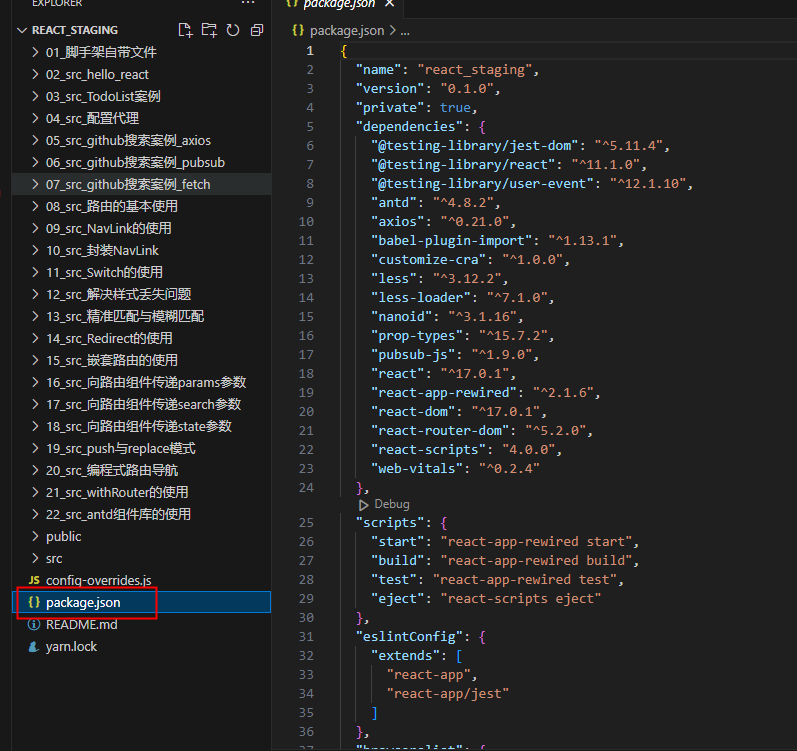 EXPLORER
REACT_STAGING
01_脚手架自带文件
02_src_hello_react
03_src_TodoList案例
04_src_配置代理
05_src_github搜索案例_axios
06_src_github搜索案例_pubsub
07_src_github搜索案例_fetch
08_src_路由的基本使用
09_src_NavLink的使用
10_src_封装NavLink
11_src_Switch的使用
12_src_解决样式丢失问题
13_src_精准匹配与模糊匹配
14_src_Redirect的使用
15_src_嵌套路由的使用
16_src_向路由组件传递params参数
17_src_向路由组件传递search参数
18_src_向路由组件传递state参数
19_src_push与replace模式
20_src_编程式路由导航
21_src_withRouter的使用
22_src_antd组件库的使用
public
src
JS config-overrides.js
{} package.json
README.md
yarn.lock
{} package.json ×
{} package.json > ...
1 {
2 "name": "react_staging",
3 "version": "0.1.0",
4 "private": true,
5 "dependencies": {
6 "@testing-library/jest-dom": "^5.11.4",
7 "@testing-library/react": "^11.1.0",
8 "@testing-library/user-event": "^12.1.10",
9 "antd": "^4.8.2",
10 "axios": "^0.21.0",
11 "babel-plugin-import": "^1.13.1",
12 "customize-cra": "^1.0.0",
13 "less": "^3.12.2",
14 "less-loader": "^7.1.0",
15 "nanoid": "^3.1.16",
16 "prop-types": "^15.7.2",
17 "pubsub-js": "^1.9.0",
18 "react": "^17.0.1",
19 "react-app-rewired": "^2.1.6",
20 "react-dom": "^17.0.1",
21 "react-router-dom": "^5.2.0",
22 "react-scripts": "4.0.0",
23 "web-vitals": "^0.2.4"
24 },
Debug
25 "scripts": {
26 "start": "react-app-rewired start",
27 "build": "react-app-rewired build",
28 "test": "react-app-rewired test",
29 "eject": "react-scripts eject"
30 },
31 "eslintConfig": {
32 "extends": [
33 "react-app",
34 "react-app/jest"
35 ]
36 },
37 "browserslist": {